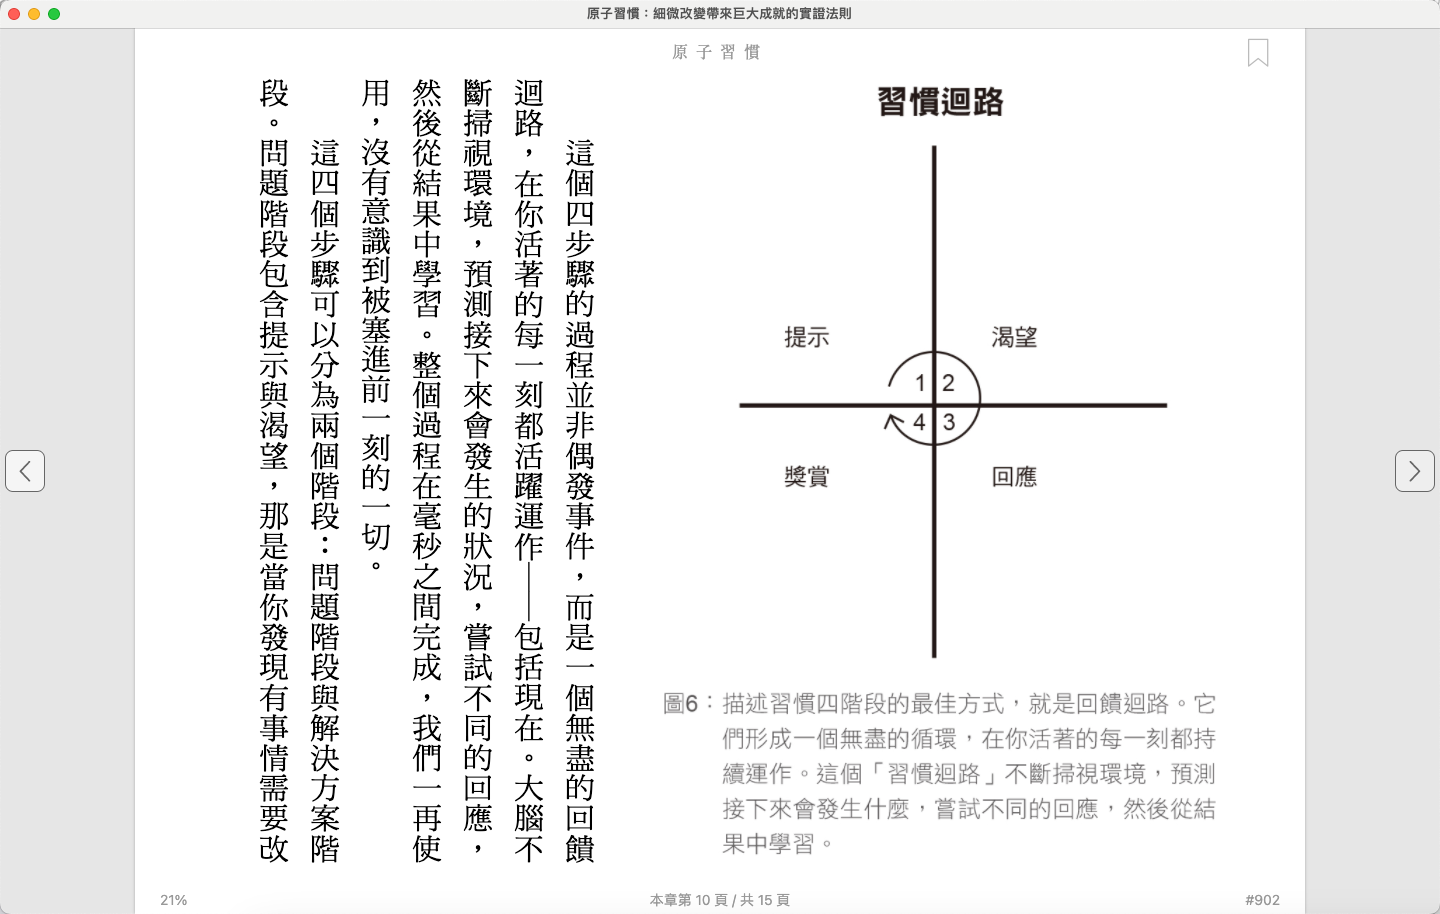 原子習慣：細微改變帶來巨大成就的實證法則
原子習慣
習慣迴路
提示
渴望
1
2
4
3
獎賞
回應
圖6：描述習慣四階段的最佳方式，就是回饋迴路。它
們形成一個無盡的循環，在你活著的每一刻都持
續運作。這個「習慣迴路」不斷掃視環境，預測
接下來會發生什麼，嘗試不同的回應，然後從結
果中學習。
這個四步驟的過程並非偶發事件，而是一個無盡的回饋
迴路，在你活著的每一刻都活躍運作——包括現在。大腦不
斷掃視環境，預測接下來會發生的狀況，嘗試不同的回應，
然後從結果中學習。整個過程在毫秒之間完成，我們一再使
用，沒有意識到被塞進前一刻的一切。
這四個步驟可以分為兩個階段：問題階段與解決方案階
段。問題階段包含提示與渴望，那是當你發現有事情需要改
21%
本章第 10 頁 / 共 15 頁
#902